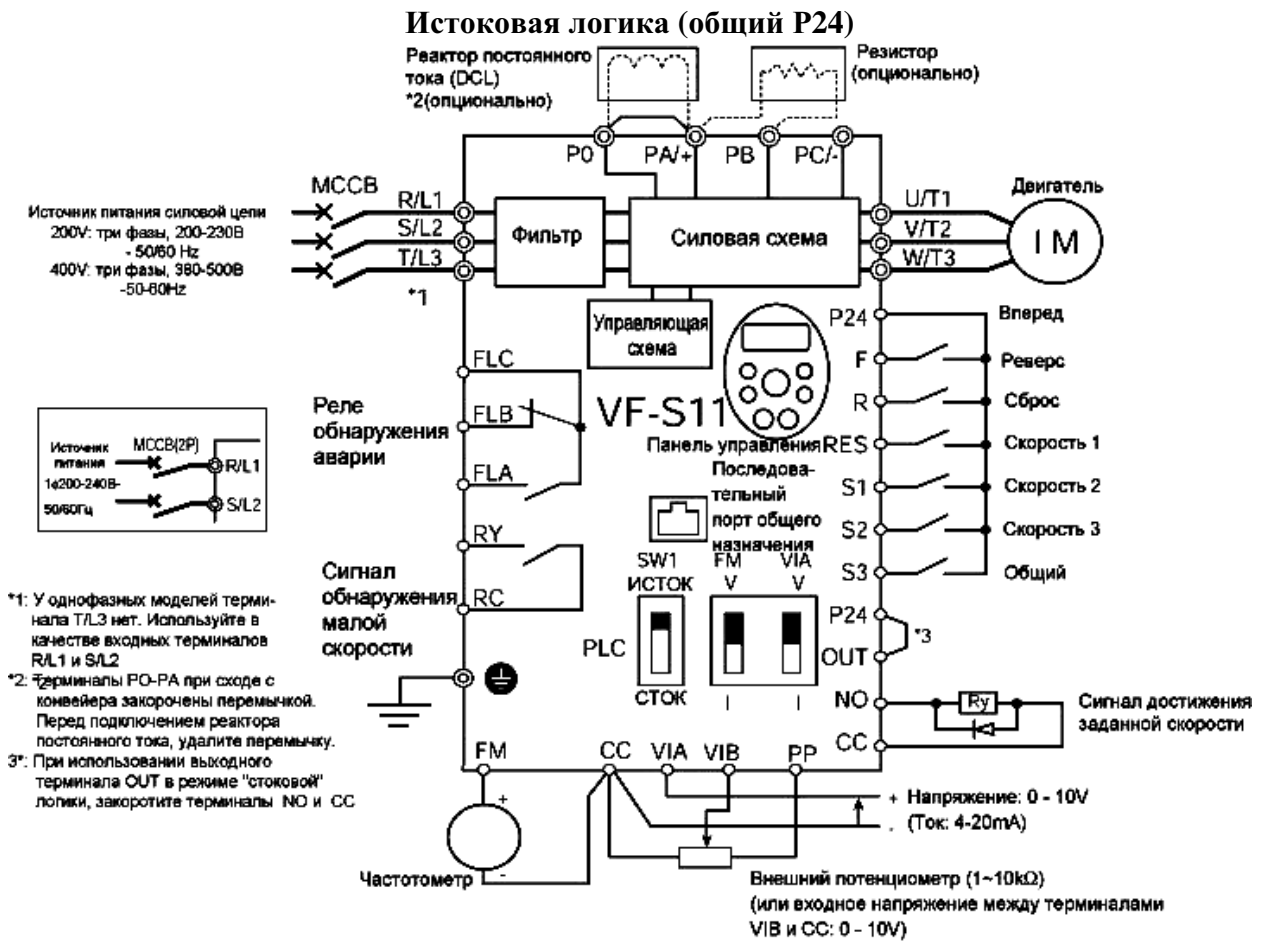 Истоковая логика (общий P24)
Реактор постоянного
тока (DCL)
*2(опционально)
Резистор
(опционально)
P0
PA/+
PB
PC/-
MCCB
Источник питания силовой цепи
200V: три фазы, 200-230В
- 50/60 Hz
400V: три фазы, 380-500В
-50-60Hz
R/L1
S/L2
T/L3
*1
Фильтр
Силовая схема
U/T1
V/T2
W/T3
Двигатель
I M
Управляющая
схема
P24
Вперед
F
Реверс
R
Сброс
RES
Скорость 1
S1
Скорость 2
S2
Скорость 3
S3
Общий
FLC
FLB
FLA
Реле
обнаружения
аварии
VF-S11
Панель управления
Последова-
тельный
порт общего
назначения
Источник
питания
1ф200-240В-
50/60Гц
MCCB(2P)
R/L1
S/L2
RY
RC
Сигнал
обнаружения
малой
скорости
SW1
ИСТОК
PLC
СТОК
FM
V
I
VIA
V
I
P24
OUT
*3
NO
CC
Ry
Сигнал достижения
заданной скорости
*1: У однофазных моделей терми-
нала T/L3 нет. Используйте в
качестве входных терминалов
R/L1 и S/L2
*2: Терминалы PO-PA при сходе с
конвейера закорочены перемычкой.
Перед подключением реактора
постоянного тока, удалите перемычку.
3*: При использовании выходного
терминала OUT в режиме "стоковой"
логики, закоротите терминалы NO и CC
FM
CC
VIA
VIB
PP
+
-
Частотометр
+ Напряжение: 0 - 10V
- (Ток: 4-20mA)
Внешний потенциометр (1~10kΩ)
(или входное напряжение между терминалами
VIB и CC: 0 - 10V)